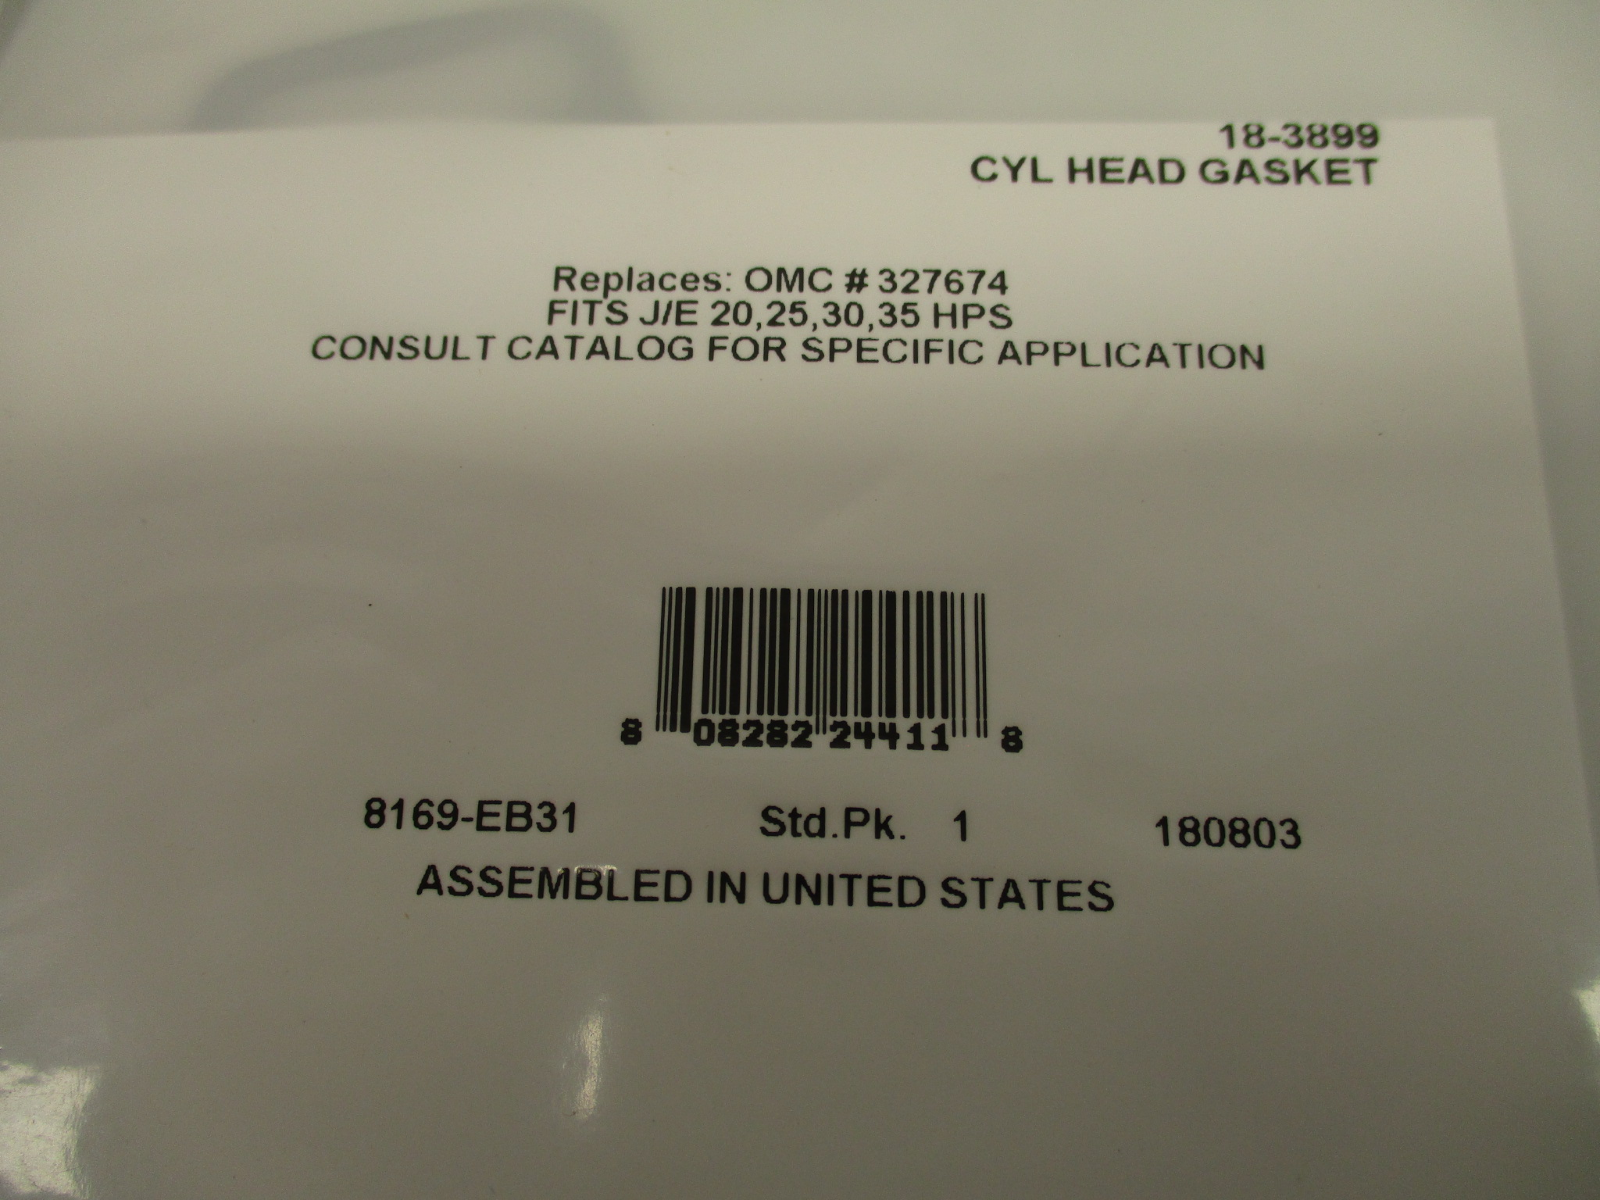 18-3899
CYL HEAD GASKET
Replaces: OMC # 327674
FITS J/E 20,25,30,35 HPS
CONSULT CATALOG FOR SPECIFIC APPLICATION
8 08282 24411 8
8169-EB31 Std.Pk. 1 180803
ASSEMBLED IN UNITED STATES